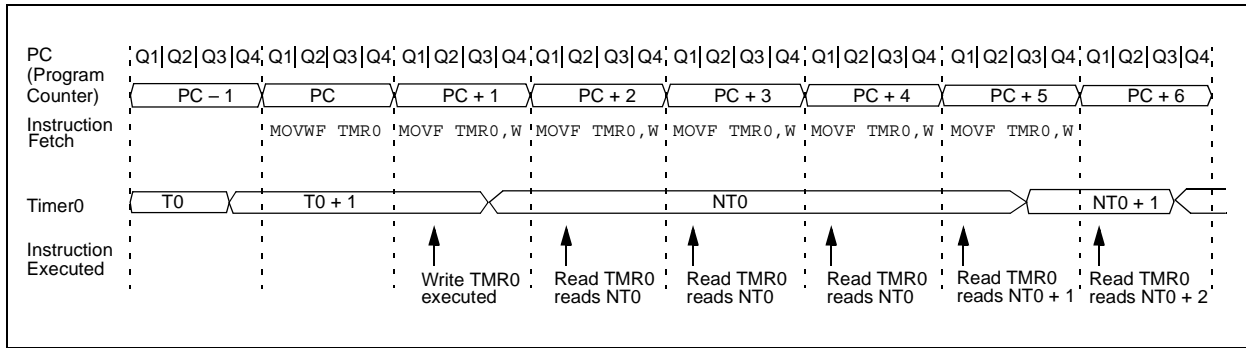 PC
(Program
Counter)
Q1|Q2|Q3|Q4 Q1|Q2|Q3|Q4 Q1|Q2|Q3|Q4 Q1|Q2|Q3|Q4 Q1|Q2|Q3|Q4 Q1|Q2|Q3|Q4 Q1|Q2|Q3|Q4 Q1|Q2|Q3|Q4
PC – 1 PC PC + 1 PC + 2 PC + 3 PC + 4 PC + 5 PC + 6
Instruction
Fetch
MOVWF TMR0 MOVF TMR0,W MOVF TMR0,W MOVF TMR0,W MOVF TMR0,W MOVF TMR0,W
Timer0
T0 T0 + 1 NT0 NT0 + 1
Instruction
Executed
Write TMR0
executed
Read TMR0
reads NT0
Read TMR0
reads NT0
Read TMR0
reads NT0
Read TMR0
reads NT0 + 1
Read TMR0
reads NT0 + 2